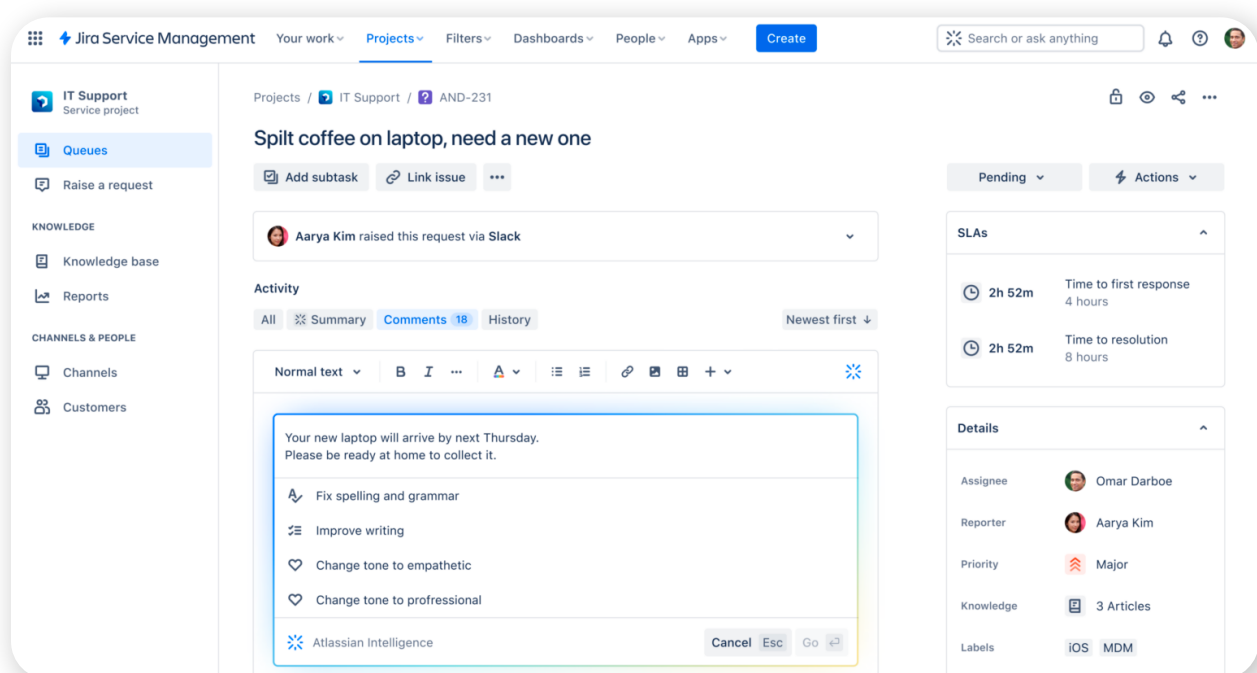 Jira Service Management Your work Projects Filters Dashboards People Apps Create Search or ask anything
IT Support
Service project
Queues
Raise a request
KNOWLEDGE
Knowledge base
Reports
CHANNELS & PEOPLE
Channels
Customers
Projects / IT Support / AND-231
Spilt coffee on laptop, need a new one
Add subtask Link issue
Aarya Kim raised this request via Slack
Activity
All Summary Comments 18 History Newest first ↓
Normal text B I A
Your new laptop will arrive by next Thursday.
Please be ready at home to collect it.
Fix spelling and grammar
Improve writing
Change tone to empathetic
Change tone to profressional
Atlassian Intelligence Cancel Esc Go
Pending Actions
SLAs
2h 52m Time to first response
4 hours
2h 52m Time to resolution
8 hours
Details
Assignee Omar Darboe
Reporter Aarya Kim
Priority Major
Knowledge 3 Articles
Labels iOS MDM